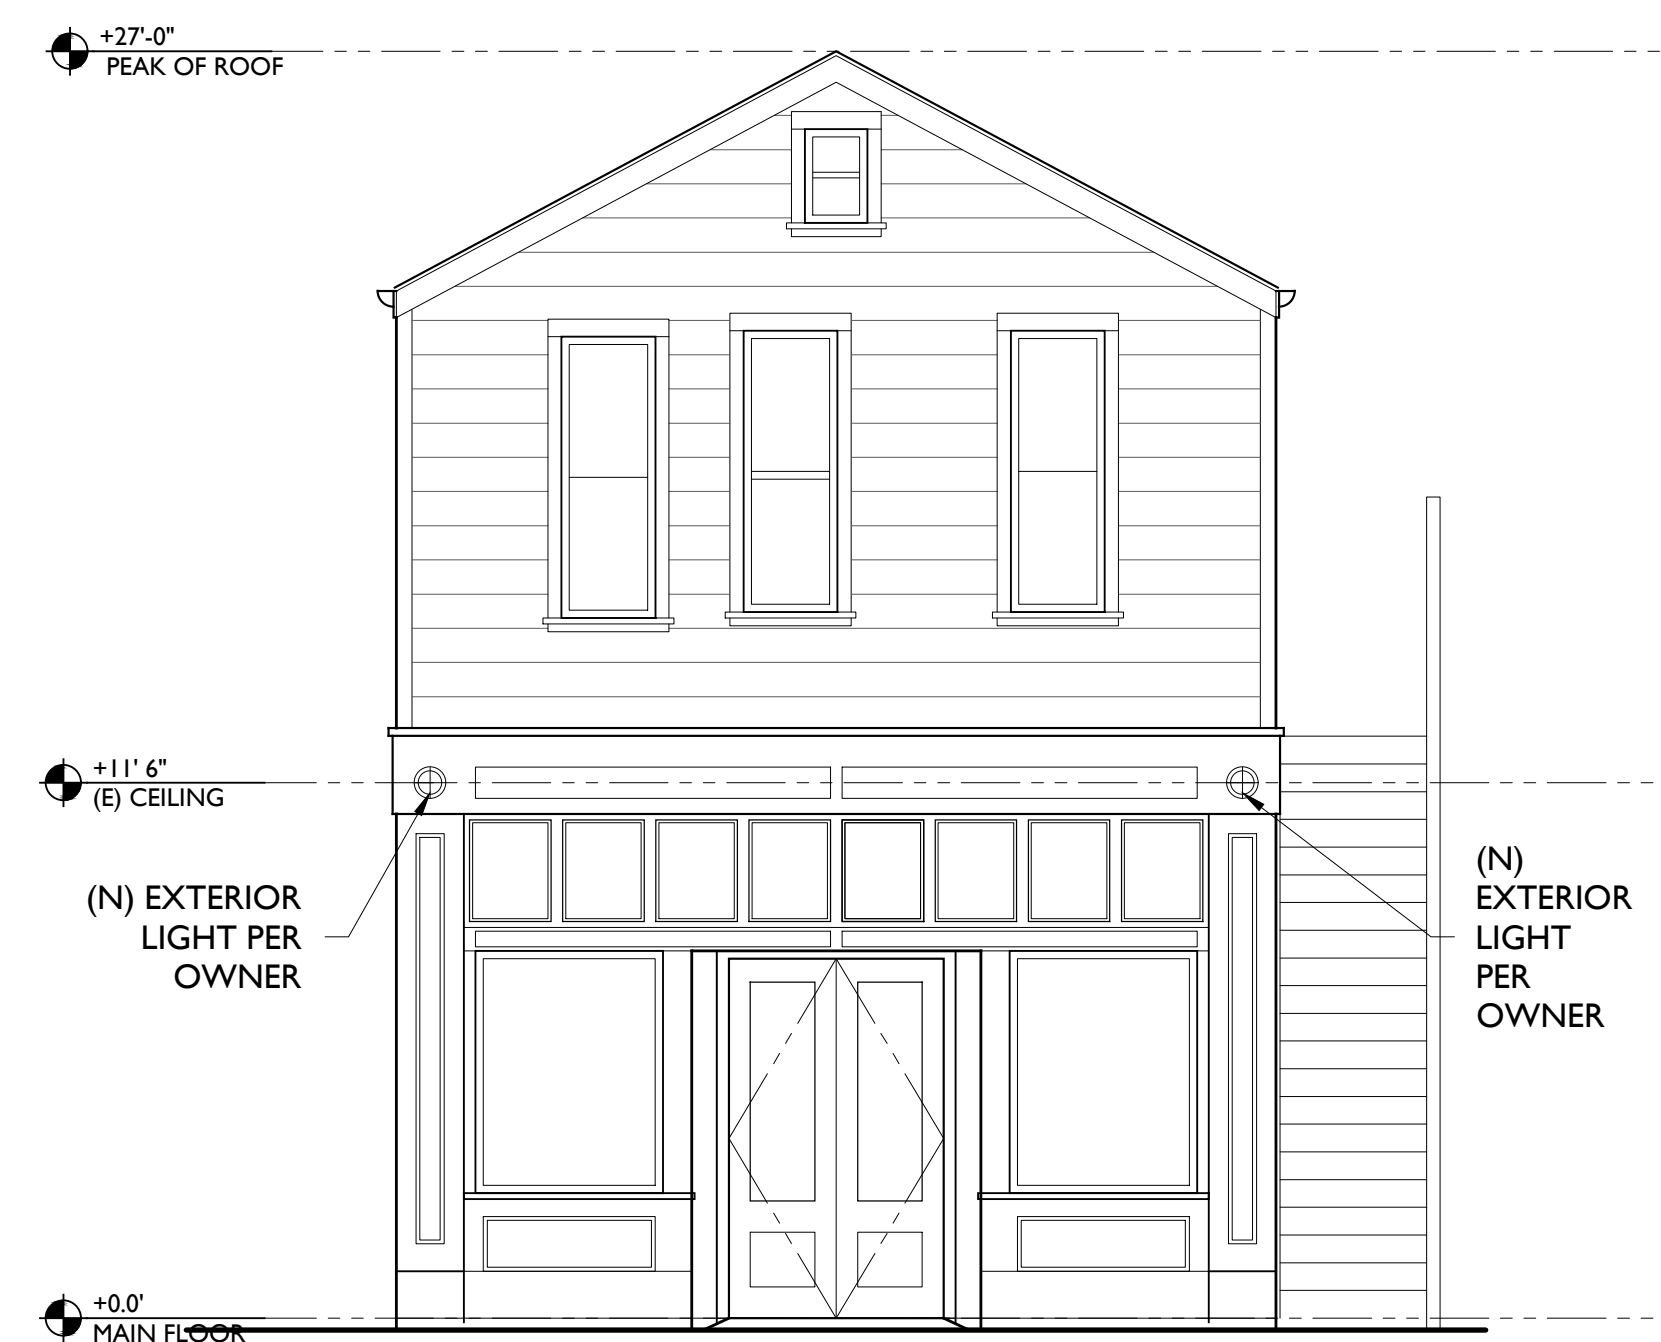 +27'-0"
PEAK OF ROOF
+11' 6"
(E) CEILING
(N) EXTERIOR
LIGHT PER
OWNER
(N)
EXTERIOR
LIGHT
PER
OWNER
+0.0'
MAIN FLOOR